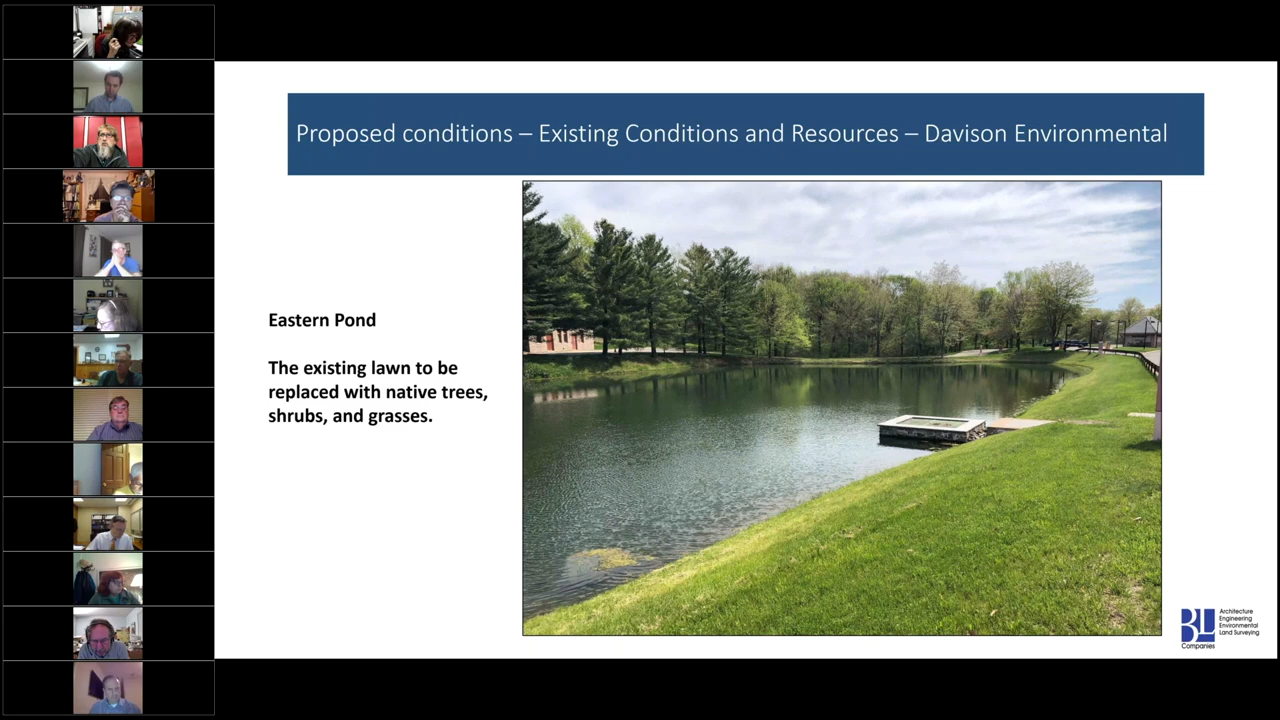 Proposed conditions – Existing Conditions and Resources – Davison Environmental
Eastern Pond
The existing lawn to be
replaced with native trees,
shrubs, and grasses.
BL
Companies
Architecture
Engineering
Environmental
Land Surveying